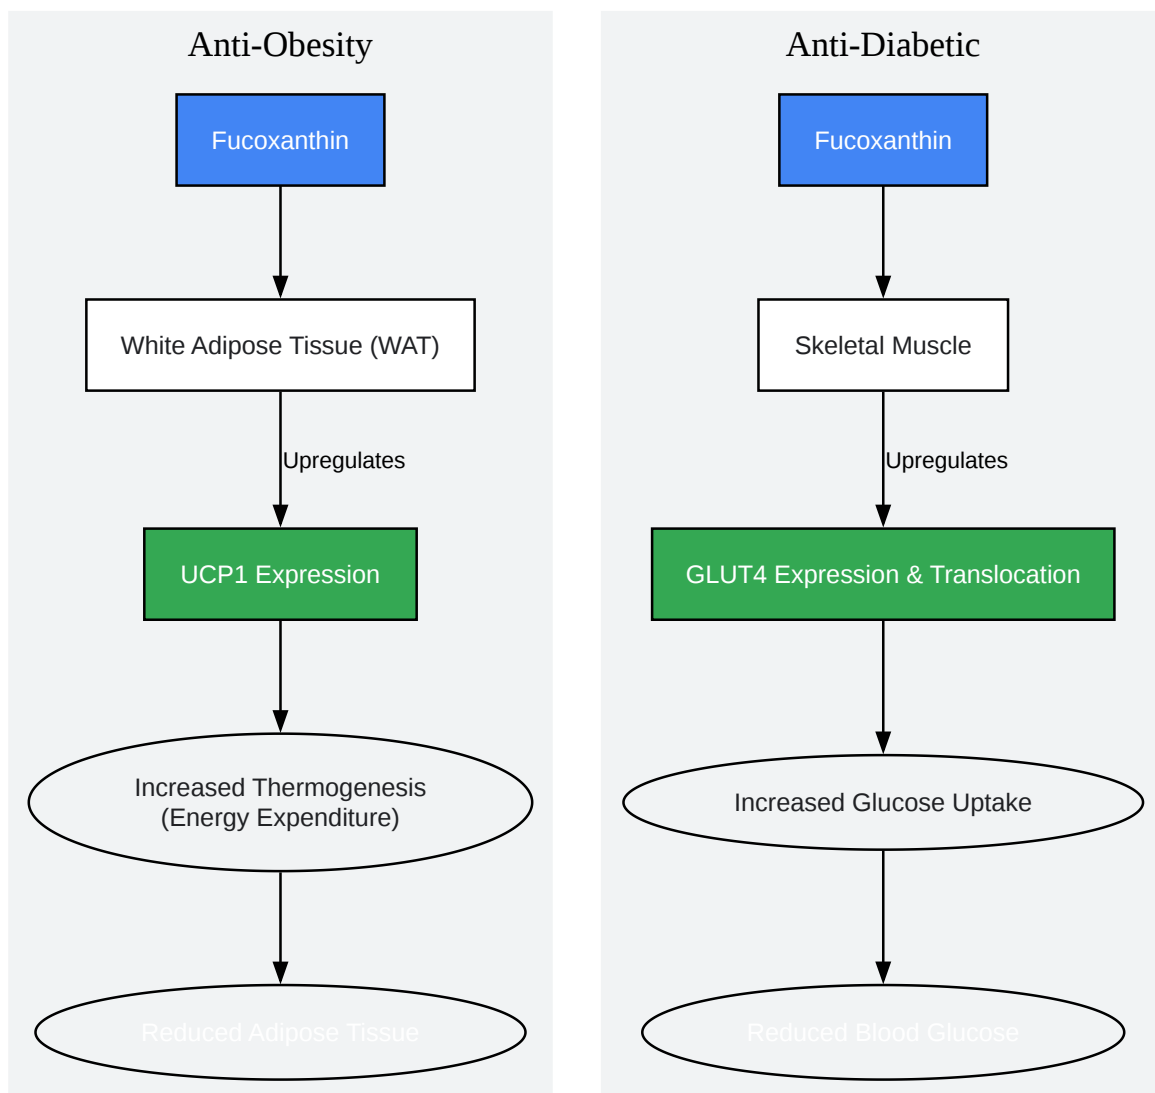 Anti-Obesity
Fucoxanthin
White Adipose Tissue (WAT)
Upregulates
UCP1 Expression
Increased Thermogenesis
(Energy Expenditure)
Reduced Adipose Tissue
Anti-Diabetic
Fucoxanthin
Skeletal Muscle
Upregulates
GLUT4 Expression & Translocation
Increased Glucose Uptake
Reduced Blood Glucose